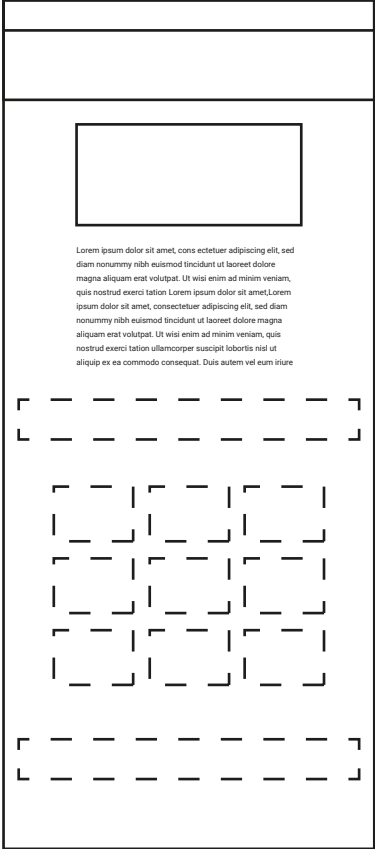 Lorem ipsum dolor sit amet, cons ectetuer adipiscing elit, sed
diam nonummy nibh euismod tincidunt ut laoreet dolore
magna aliquam erat volutpat. Ut wisi enim ad minim veniam,
quis nostrud exerci tation Lorem ipsum dolor sit amet,Lorem
ipsum dolor sit amet, consectetuer adipiscing elit, sed diam
nonummy nibh euismod tincidunt ut laoreet dolore magna
aliquam erat volutpat. Ut wisi enim ad minim veniam, quis
nostrud exerci tation ullamcorper suscipit lobortis nisl ut
aliquip ex ea commodo consequat. Duis autem vel eum iriure